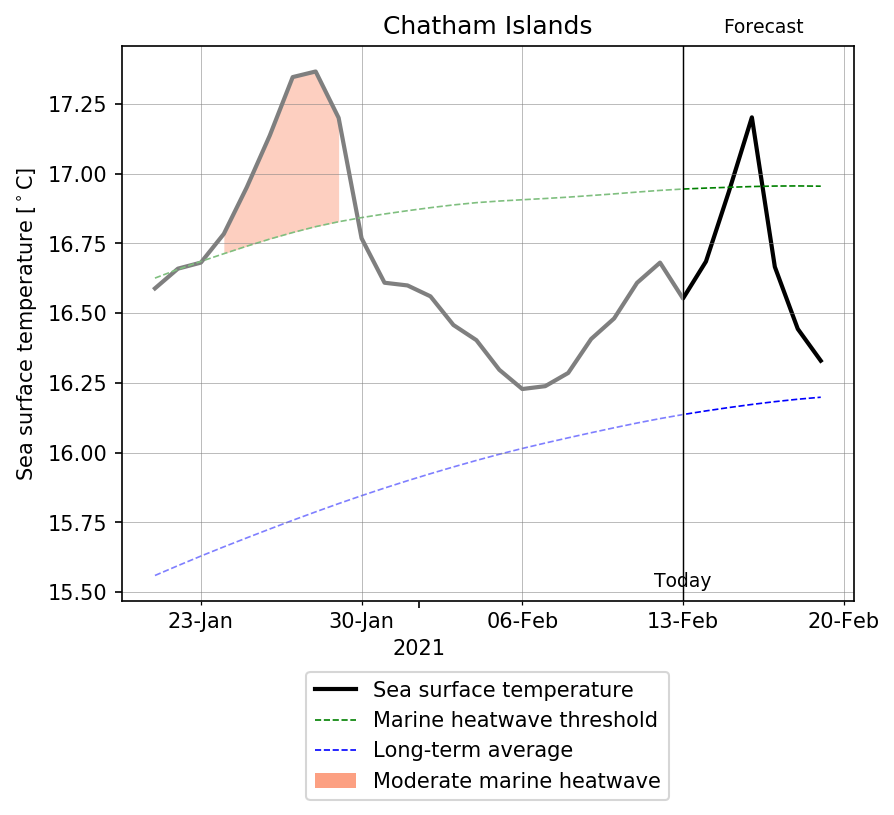 Chatham Islands
Forecast
Sea surface temperature [°C]
17.25
17.00
16.75
16.50
16.25
16.00
15.75
15.50
Today
23-Jan 30-Jan 06-Feb 13-Feb 20-Feb
2021
Sea surface temperature
Marine heatwave threshold
Long-term average
Moderate marine heatwave